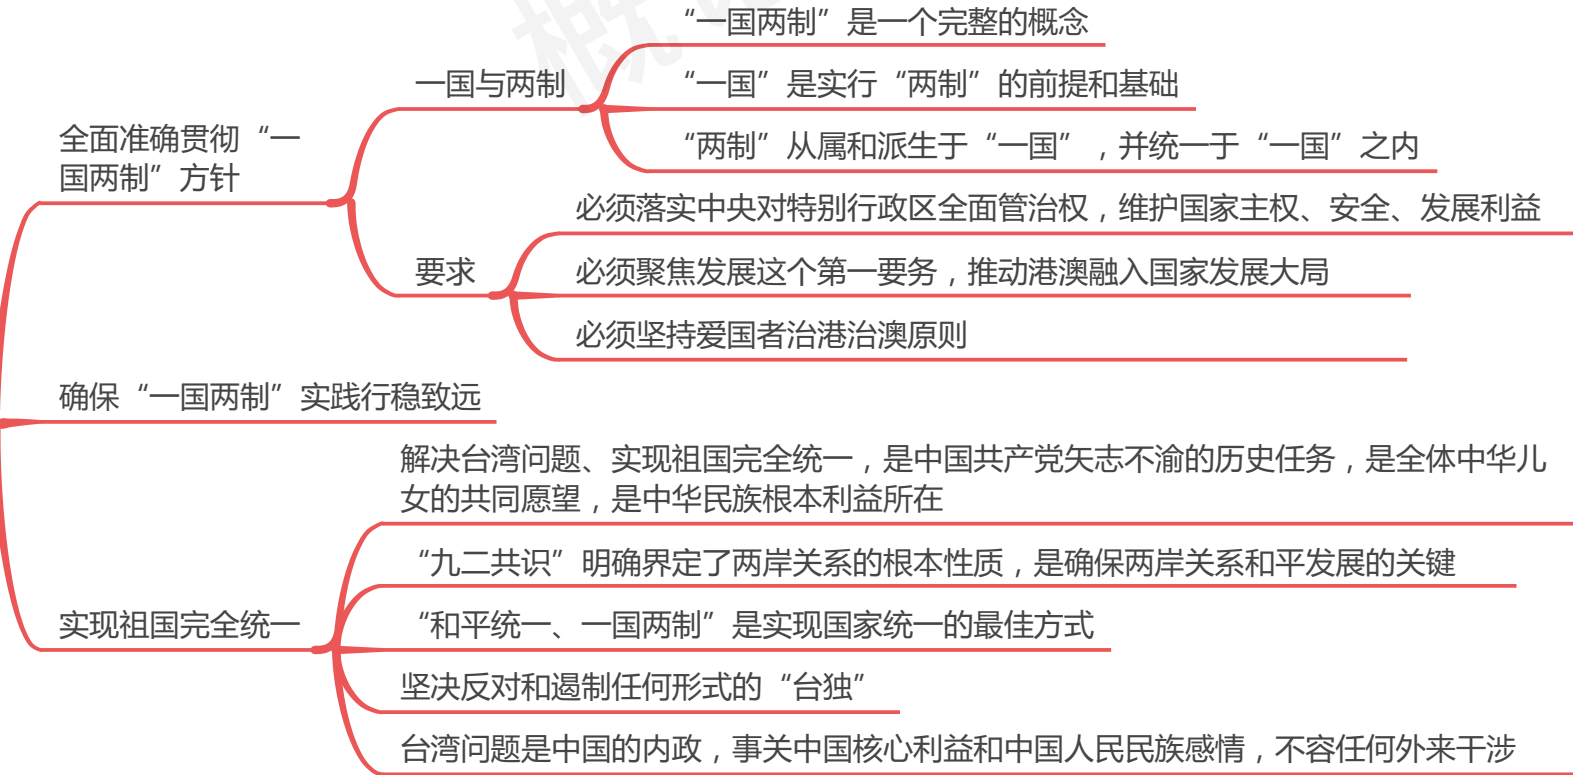 “一国两制”是一个完整的概念
一国与两制
“一国”是实行“两制”的前提和基础
全面准确贯彻“一
国两制”方针
“两制”从属和派生于“一国”，并统一于“一国”之内
必须落实中央对特别行政区全面管治权，维护国家主权、安全、发展利益
要求
必须聚焦发展这个第一要务，推动港澳融入国家发展大局
必须坚持爱国者治港治澳原则
确保“一国两制”实践行稳致远
解决台湾问题、实现祖国完全统一，是中国共产党矢志不渝的历史任务，是全体中华儿
女的共同愿望，是中华民族根本利益所在
“九二共识”明确界定了两岸关系的根本性质，是确保两岸关系和平发展的关键
实现祖国完全统一
“和平统一、一国两制”是实现国家统一的最佳方式
坚决反对和遏制任何形式的“台独”
台湾问题是中国的内政，事关中国核心利益和中国人民民族感情，不容任何外来干涉